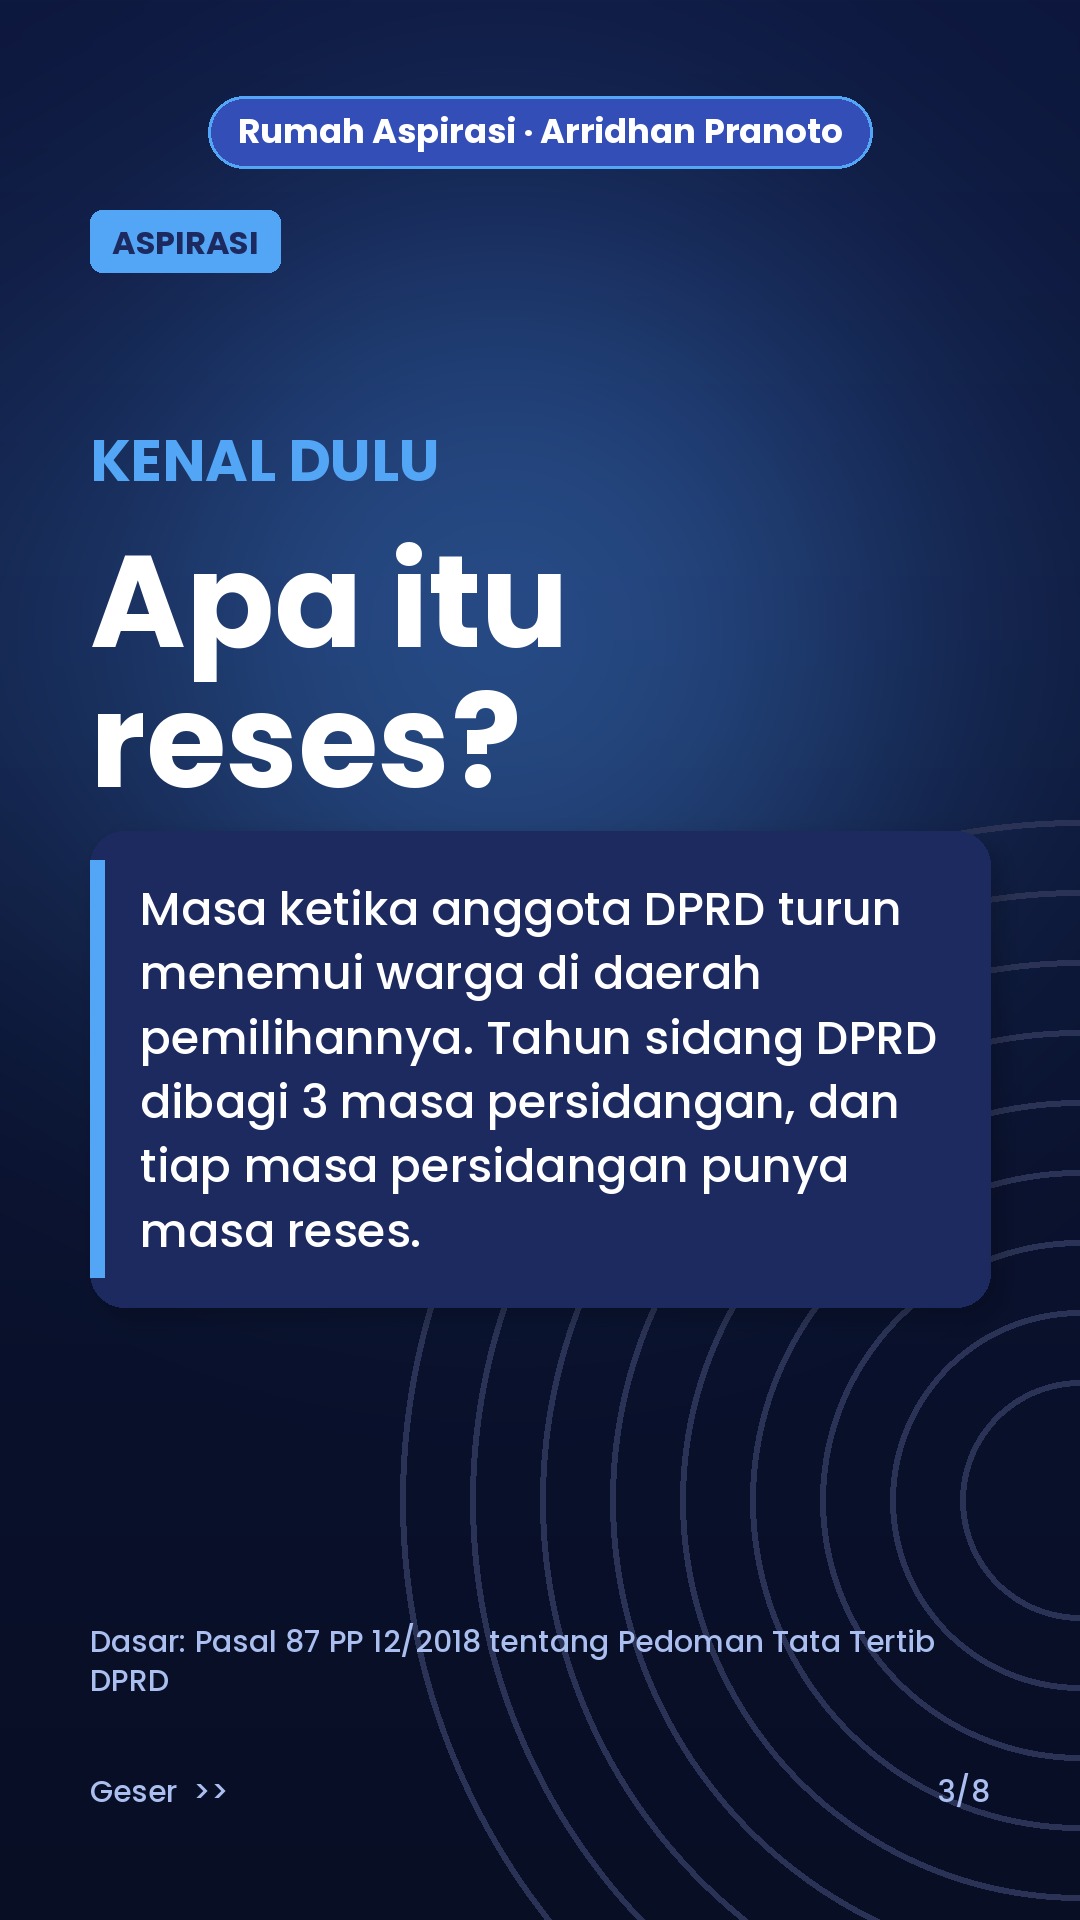 Rumah Aspirasi · Arridhan Pranoto
ASPIRASI
KENAL DULU
Apa itu
reses?
Masa ketika anggota DPRD turun
menemui warga di daerah
pemilihannya. Tahun sidang DPRD
dibagi 3 masa persidangan, dan
tiap masa persidangan punya
masa reses.
Dasar: Pasal 87 PP 12/2018 tentang Pedoman Tata Tertib
DPRD
Geser >>
3/8